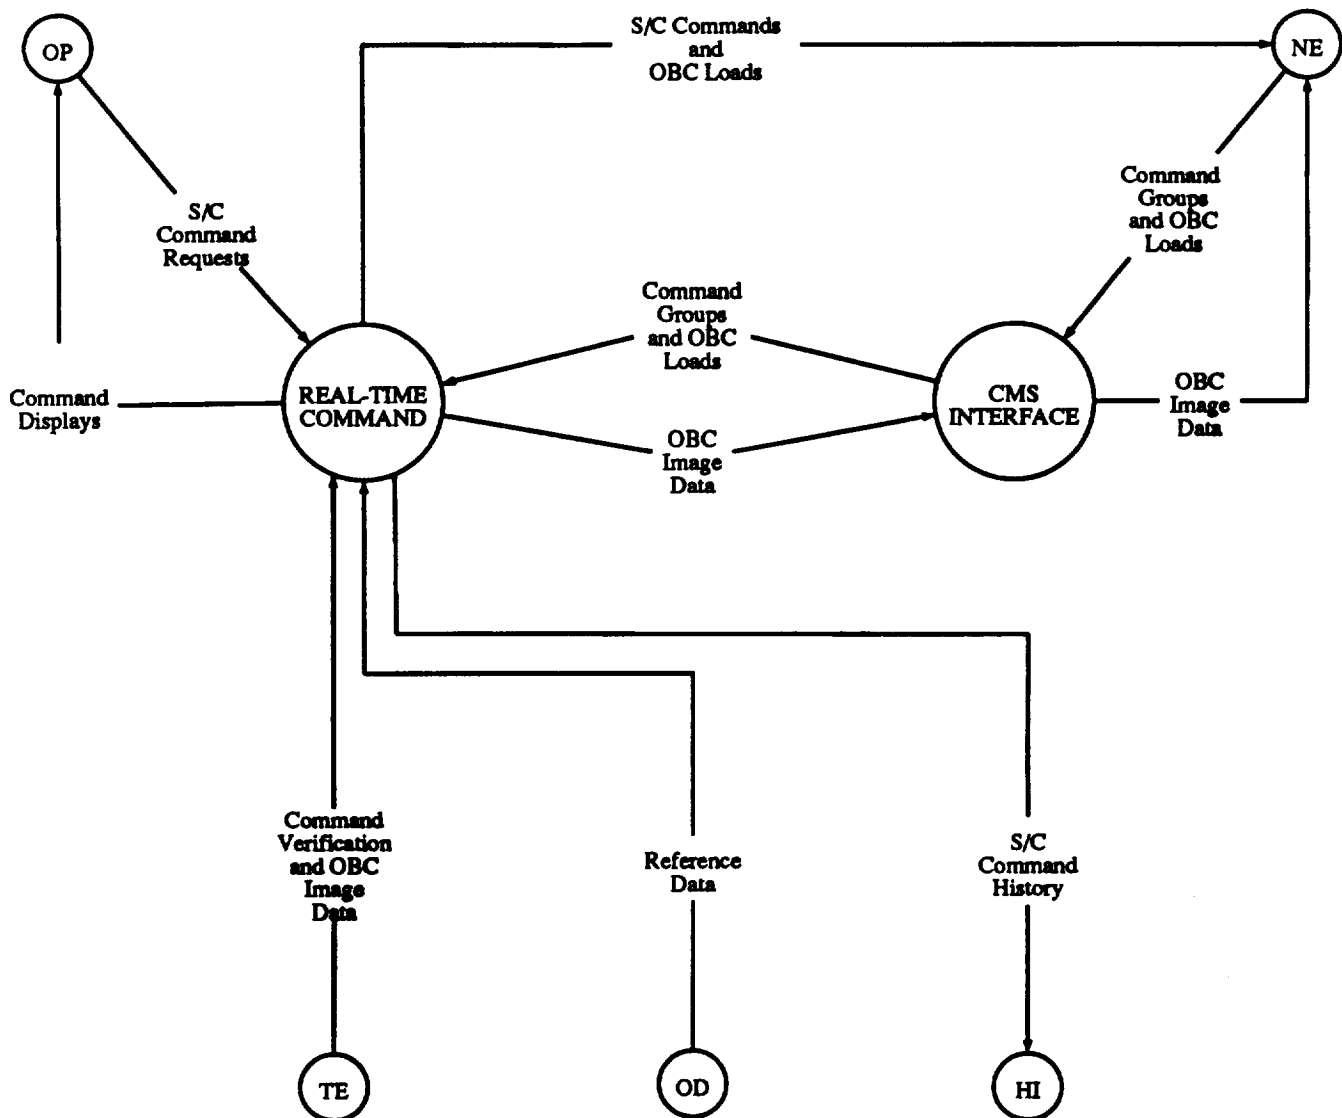 OP
S/C Commands
and
OBC Loads
NE
S/C
Command
Requests
Command
Groups
and OBC
Loads
Command
Groups
and OBC
Loads
Command
Displays
REAL-TIME
COMMAND
CMS
INTERFACE
OBC
Image
Data
OBC
Image
Data
Command
Verification
and OBC
Image
Data
Reference
Data
S/C
Command
History
TE
OD
HI